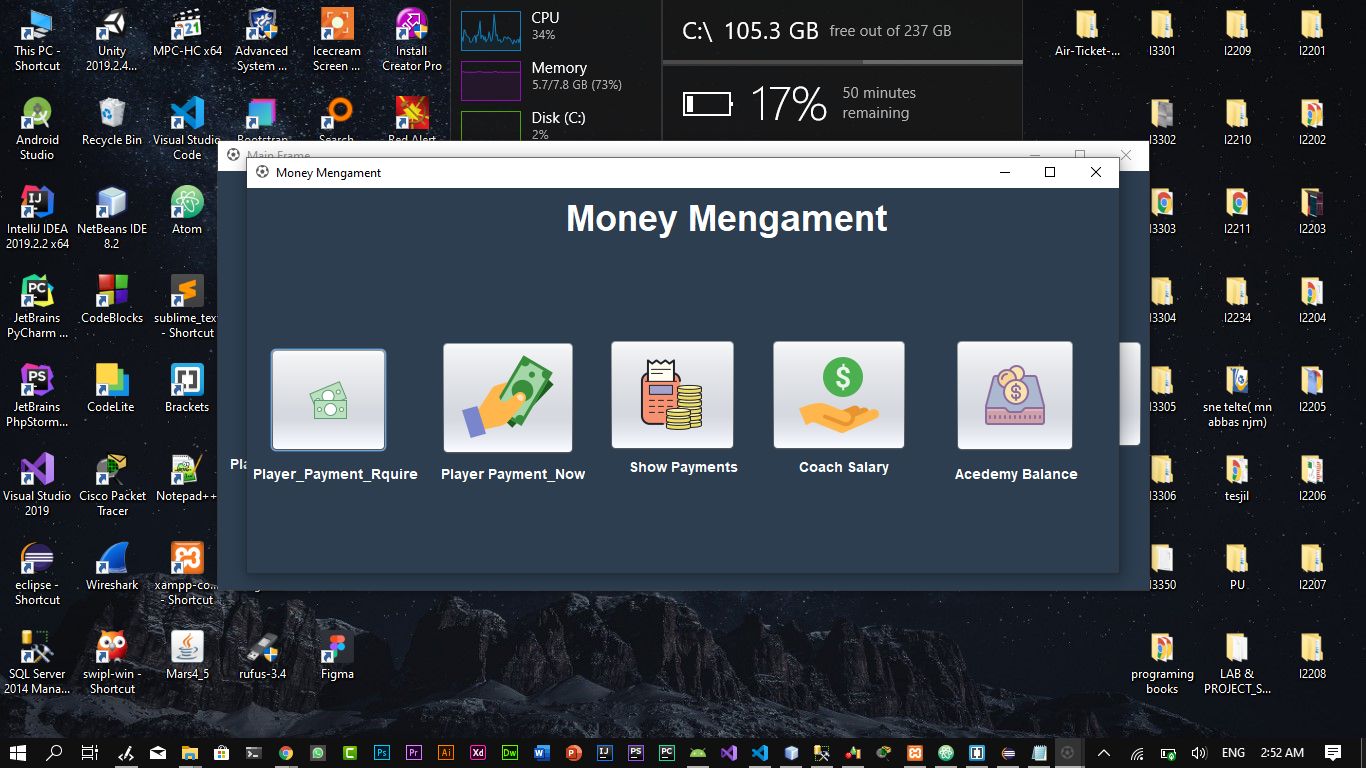 This PC -
Shortcut
Unity
2019.2.4...
MPC-HC x64
Advanced
System ...
Icecream
Screen ...
Install
Creator Pro
CPU
34%
Memory
5.7/7.8 GB (73%)
Disk (C:)
2%
C:\ 105.3 GB free out of 237 GB
17%
50 minutes
remaining
Air-Ticket-...
I3301
I2209
I2201
Android
Studio
Recycle Bin
Visual Studio
Code
Bootstrap
Search
Red Alert
I3302
I2210
I2202
Main Frame
Money Mengament
Money Mengament
IntelliJ IDEA
2019.2.2 x64
NetBeans IDE
8.2
Atom
I3303
I2211
I2203
JetBrains
PyCharm ...
CodeBlocks
sublime_text
- Shortcut
I3304
I2234
I2204
JetBrains
PhpStorm...
CodeLite
Brackets
I3305
sne telte( mn
abbas njm)
I2205
Pla
Player_Payment_Rquire
Player Payment_Now
Show Payments
Coach Salary
Acedemy Balance
Visual Studio
2019
Cisco Packet
Tracer
Notepad++
I3306
tesjil
I2206
eclipse -
Shortcut
Wireshark
xampp-co...
- Shortcut
I3350
PU
I2207
SQL Server
2014 Mana...
swipl-win -
Shortcut
Mars4_5
rufus-3.4
Figma
programing
books
LAB &
PROJECT_S...
I2208
ENG
2:52 AM